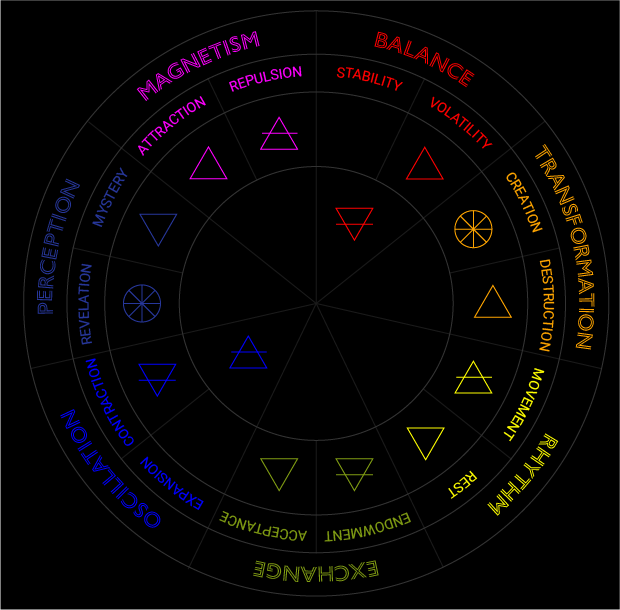 BALANCE
STABILITY
VOLATILITY
TRANSFORMATION
CREATION
DESTRUCTION
RHYTHM
MOVEMENT
REST
EXCHANGE
ENDOWMENT
ACCEPTANCE
OSCILLATION
EXPANSION
CONTRACTION
PERCEPTION
REVELATION
MYSTERY
MAGNETISM
ATTRACTION
REPULSION